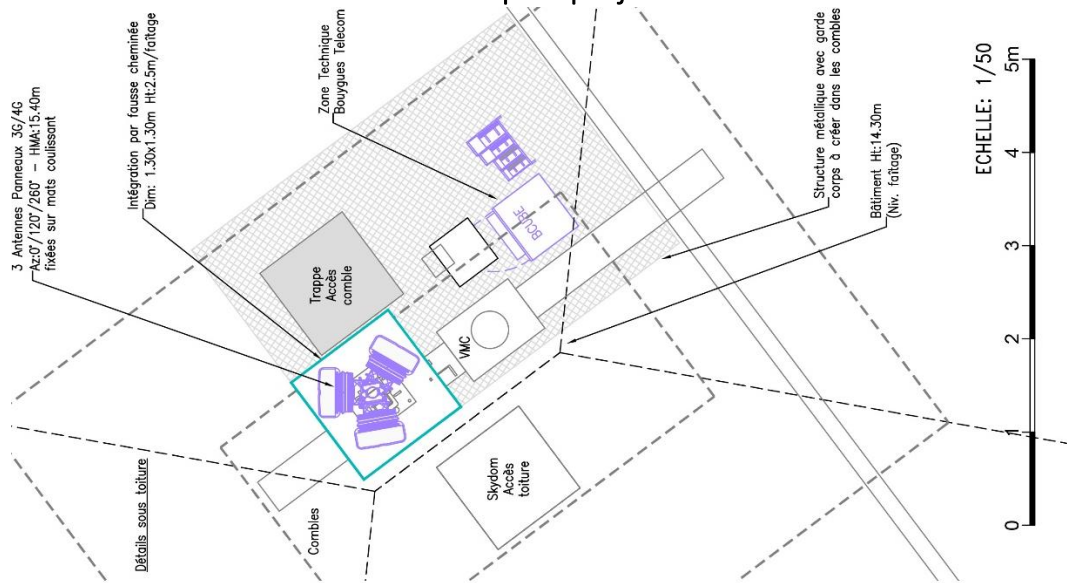 3 Antennes Panneaux 3G/4G
Az:0°/120°/260° - HMA:15.40m
fixées sur mats coulissant
Intégration par fausse cheminée
Dim: 1.30x1.30m Ht:2.5m/faîtage
Zone Technique
Bouygues Telecom
Structure métallique avec garde
corps à créer dans les combles
Bâtiment Ht:14.30m
(Niv. faîtage)
Trappe
Accès
comble
BCUBE
VMC
Skydom
Accès
toiture
Combles
Détails sous toiture
ECHELLE: 1/50
0
1
2
3
4
5m